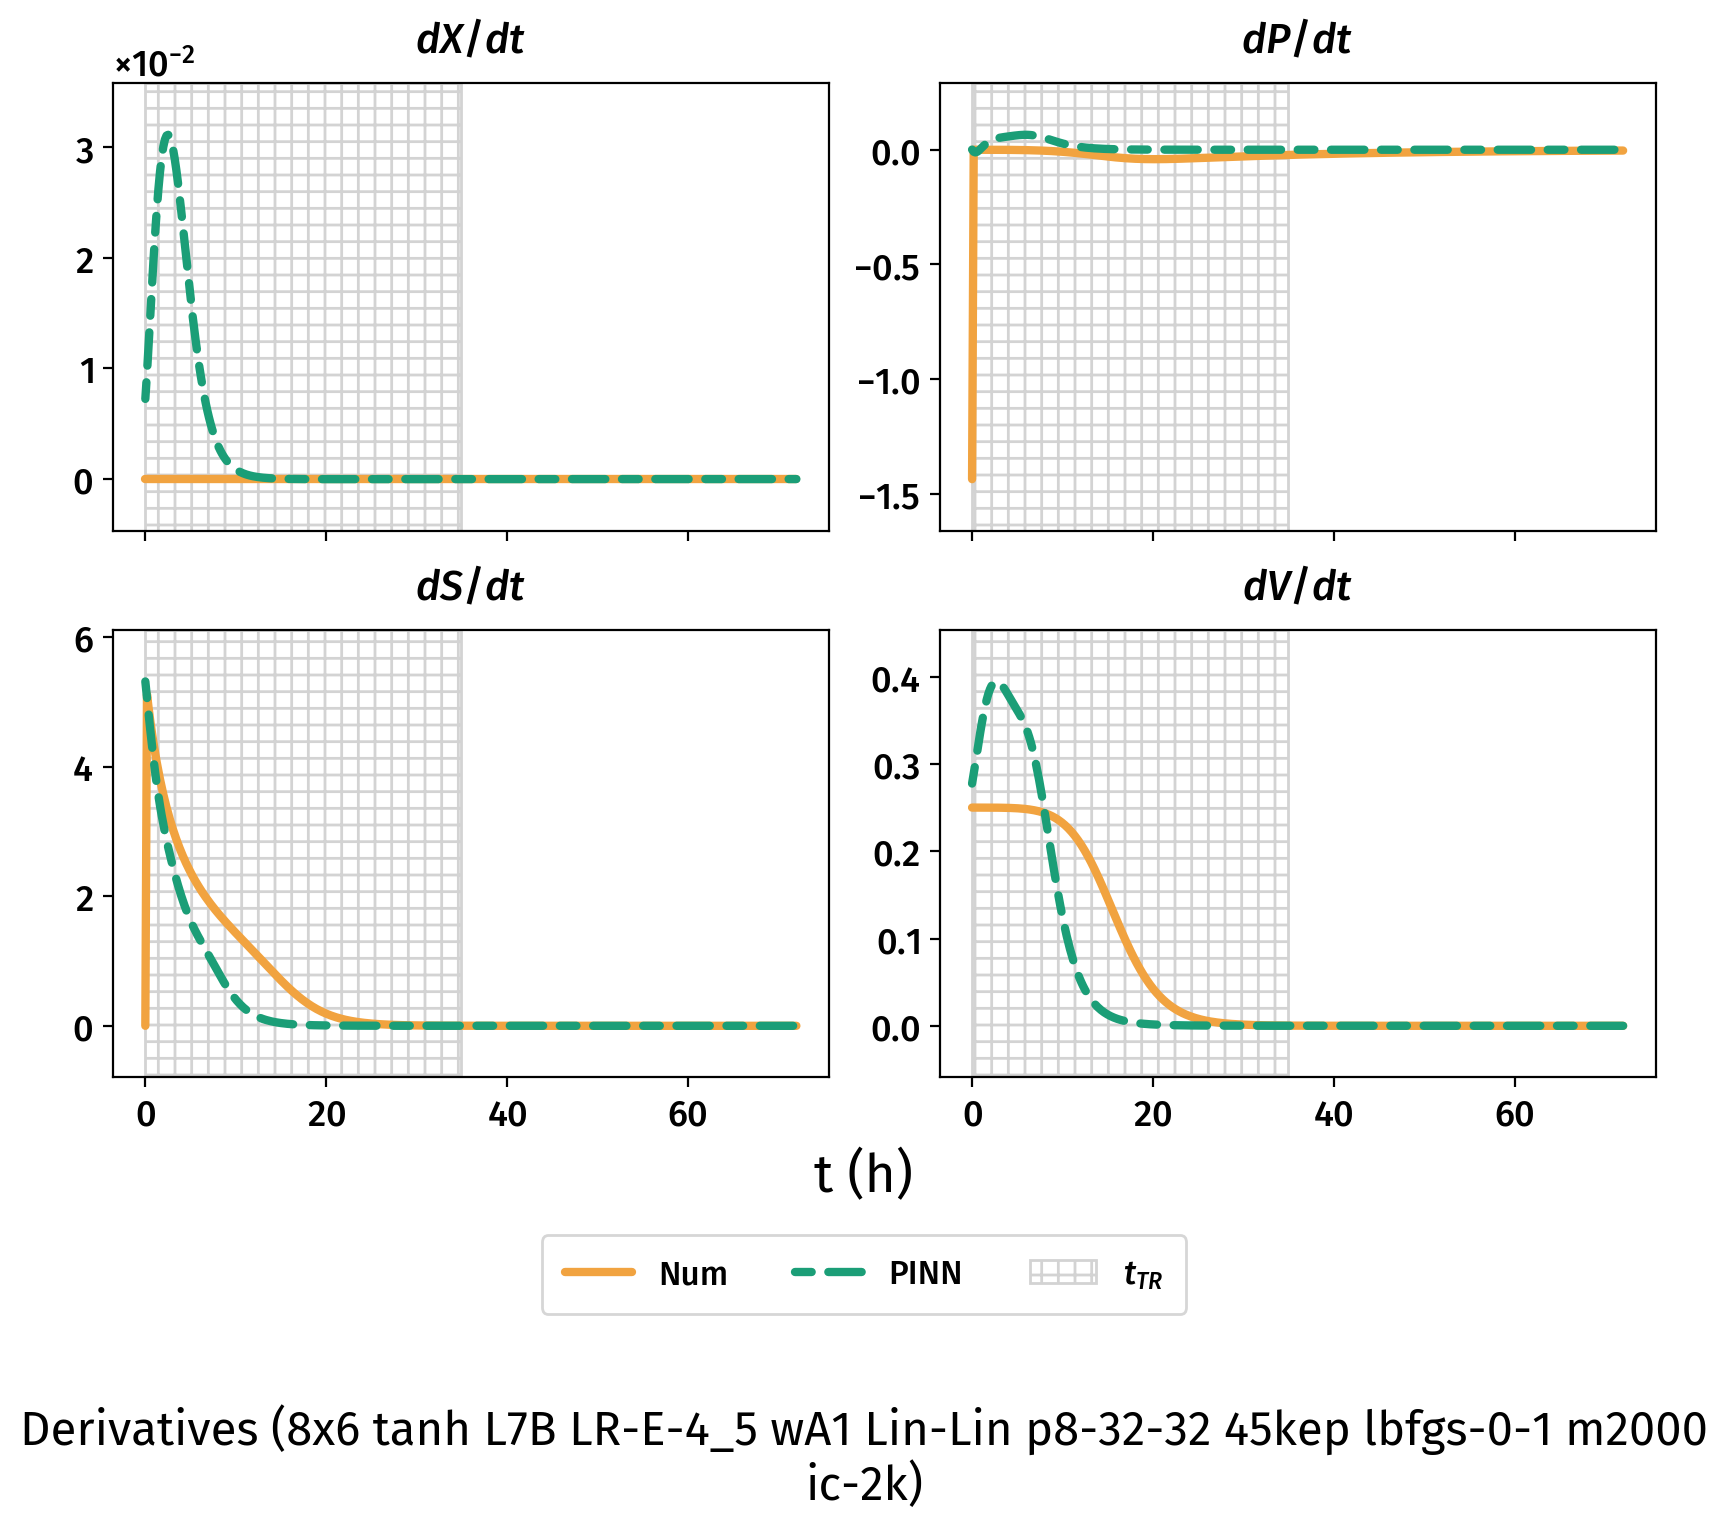 dX/dt
dP/dt
×10⁻²
3
2
1
0
0.0
−0.5
−1.0
−1.5
dS/dt
dV/dt
6
4
2
0
0.4
0.3
0.2
0.1
0.0
0 20 40 60
0 20 40 60
t (h)
Num PINN t_TR
Derivatives (8x6 tanh L7B LR-E-4_5 wA1 Lin-Lin p8-32-32 45kep lbfgs-0-1 m2000
ic-2k)